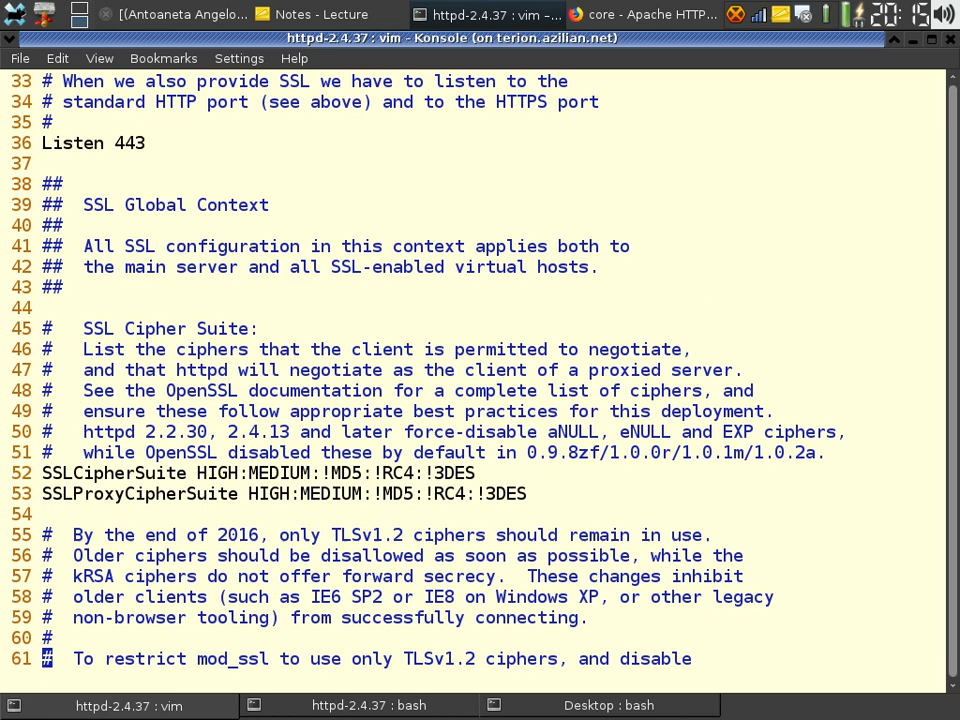 [(Antoaneta Angelo...
Notes - Lecture
httpd-2.4.37 : vim –...
core - Apache HTTP...
20: 15
httpd-2.4.37 : vim – Konsole (on terion.azilian.net)
File Edit View Bookmarks Settings Help
33 # When we also provide SSL we have to listen to the
34 # standard HTTP port (see above) and to the HTTPS port
35 #
36 Listen 443
37
38 ##
39 ##  SSL Global Context
40 ##
41 ##  All SSL configuration in this context applies both to
42 ##  the main server and all SSL-enabled virtual hosts.
43 ##
44
45 #   SSL Cipher Suite:
46 #   List the ciphers that the client is permitted to negotiate,
47 #   and that httpd will negotiate as the client of a proxied server.
48 #   See the OpenSSL documentation for a complete list of ciphers, and
49 #   ensure these follow appropriate best practices for this deployment.
50 #   httpd 2.2.30, 2.4.13 and later force-disable aNULL, eNULL and EXP ciphers,
51 #   while OpenSSL disabled these by default in 0.9.8zf/1.0.0r/1.0.1m/1.0.2a.
52 SSLCipherSuite HIGH:MEDIUM:!MD5:!RC4:!3DES
53 SSLProxyCipherSuite HIGH:MEDIUM:!MD5:!RC4:!3DES
54
55 #  By the end of 2016, only TLSv1.2 ciphers should remain in use.
56 #  Older ciphers should be disallowed as soon as possible, while the
57 #  kRSA ciphers do not offer forward secrecy.  These changes inhibit
58 #  older clients (such as IE6 SP2 or IE8 on Windows XP, or other legacy
59 #  non-browser tooling) from successfully connecting.
60 #
61 #  To restrict mod_ssl to use only TLSv1.2 ciphers, and disable
httpd-2.4.37 : vim
httpd-2.4.37 : bash
Desktop : bash